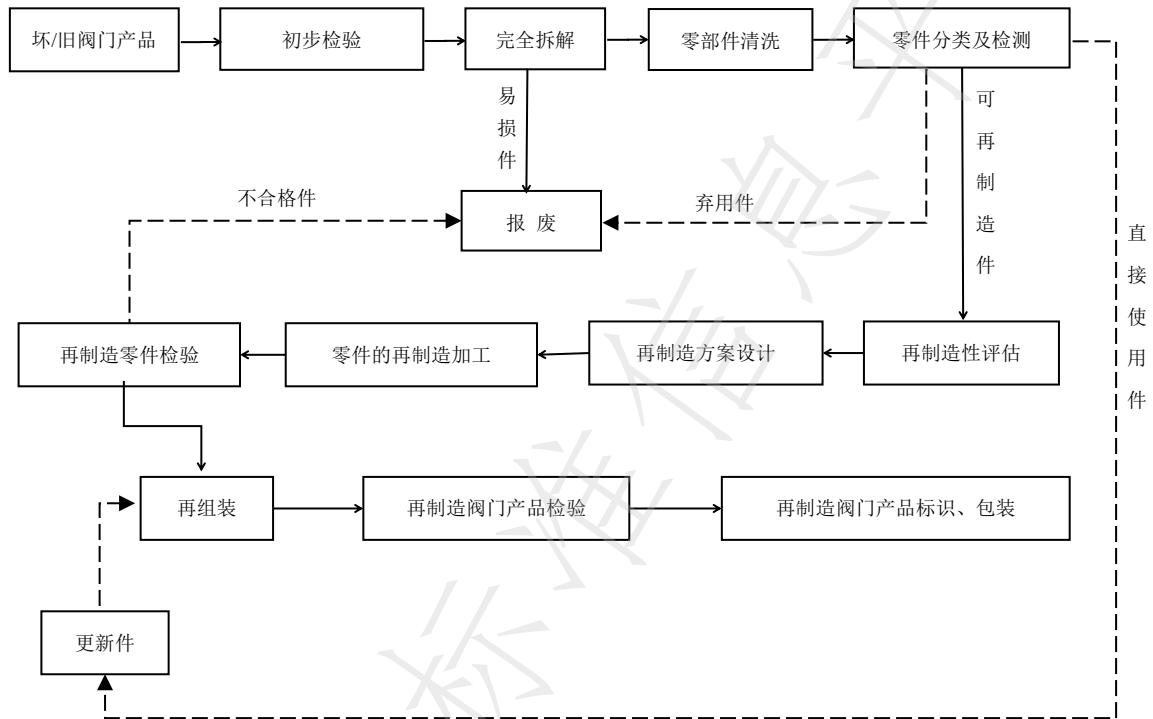 坏/旧阀门产品
初步检验
完全拆解
零部件清洗
零件分类及检测
易损件
可再制造件
不合格件
报 废
弃用件
直接使用件
再制造零件检验
零件的再制造加工
再制造方案设计
再制造性评估
再组装
再制造阀门产品检验
再制造阀门产品标识、包装
更新件
标准信息平